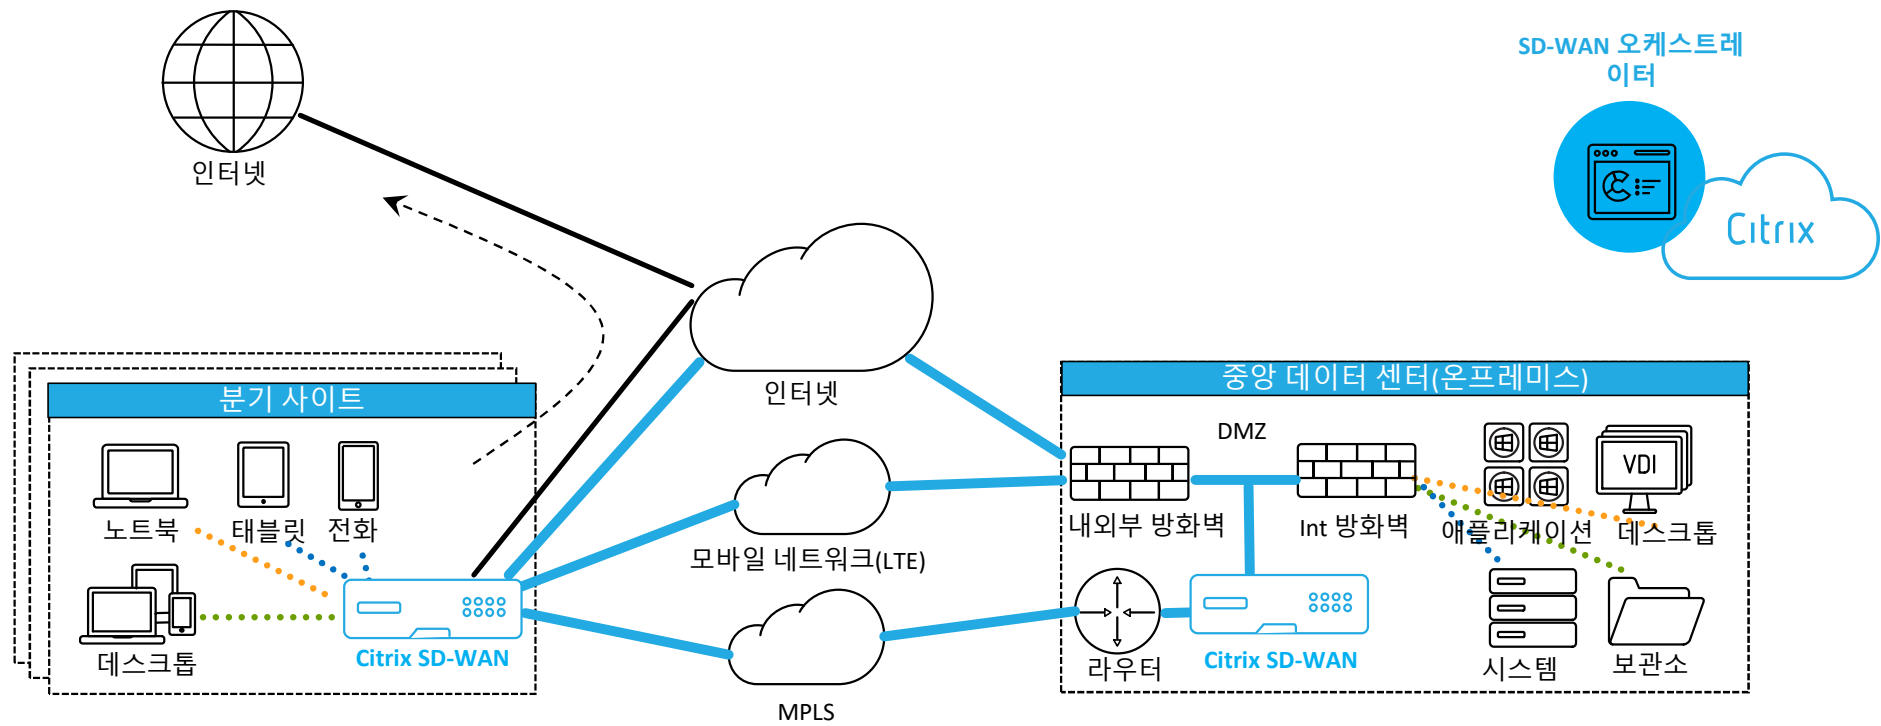 SD-WAN 오케스트레
이터
Citrix
인터넷
인터넷
분기 사이트
노트북
태블릿
전화
데스크톱
Citrix SD-WAN
모바일 네트워크(LTE)
MPLS
중앙 데이터 센터(온프레미스)
DMZ
내외부 방화벽
Int 방화벽
애플리케이션
VDI
데스크톱
라우터
Citrix SD-WAN
시스템
보관소